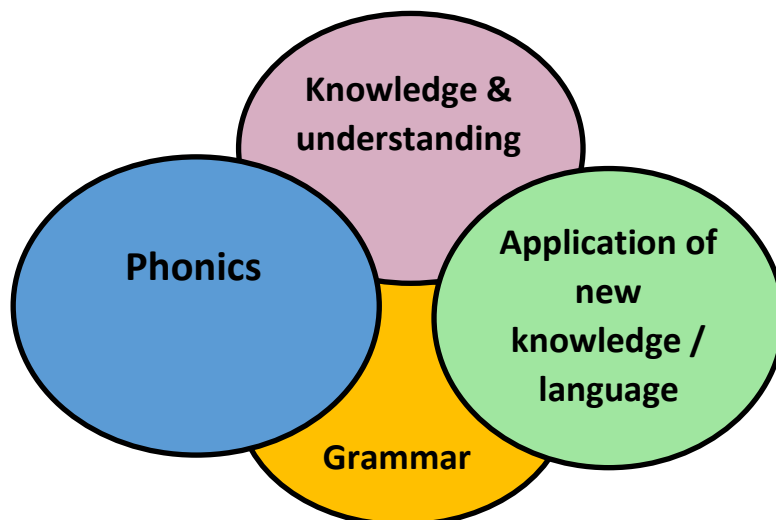 Knowledge &
understanding
Phonics
Application of
new
knowledge /
language
Grammar